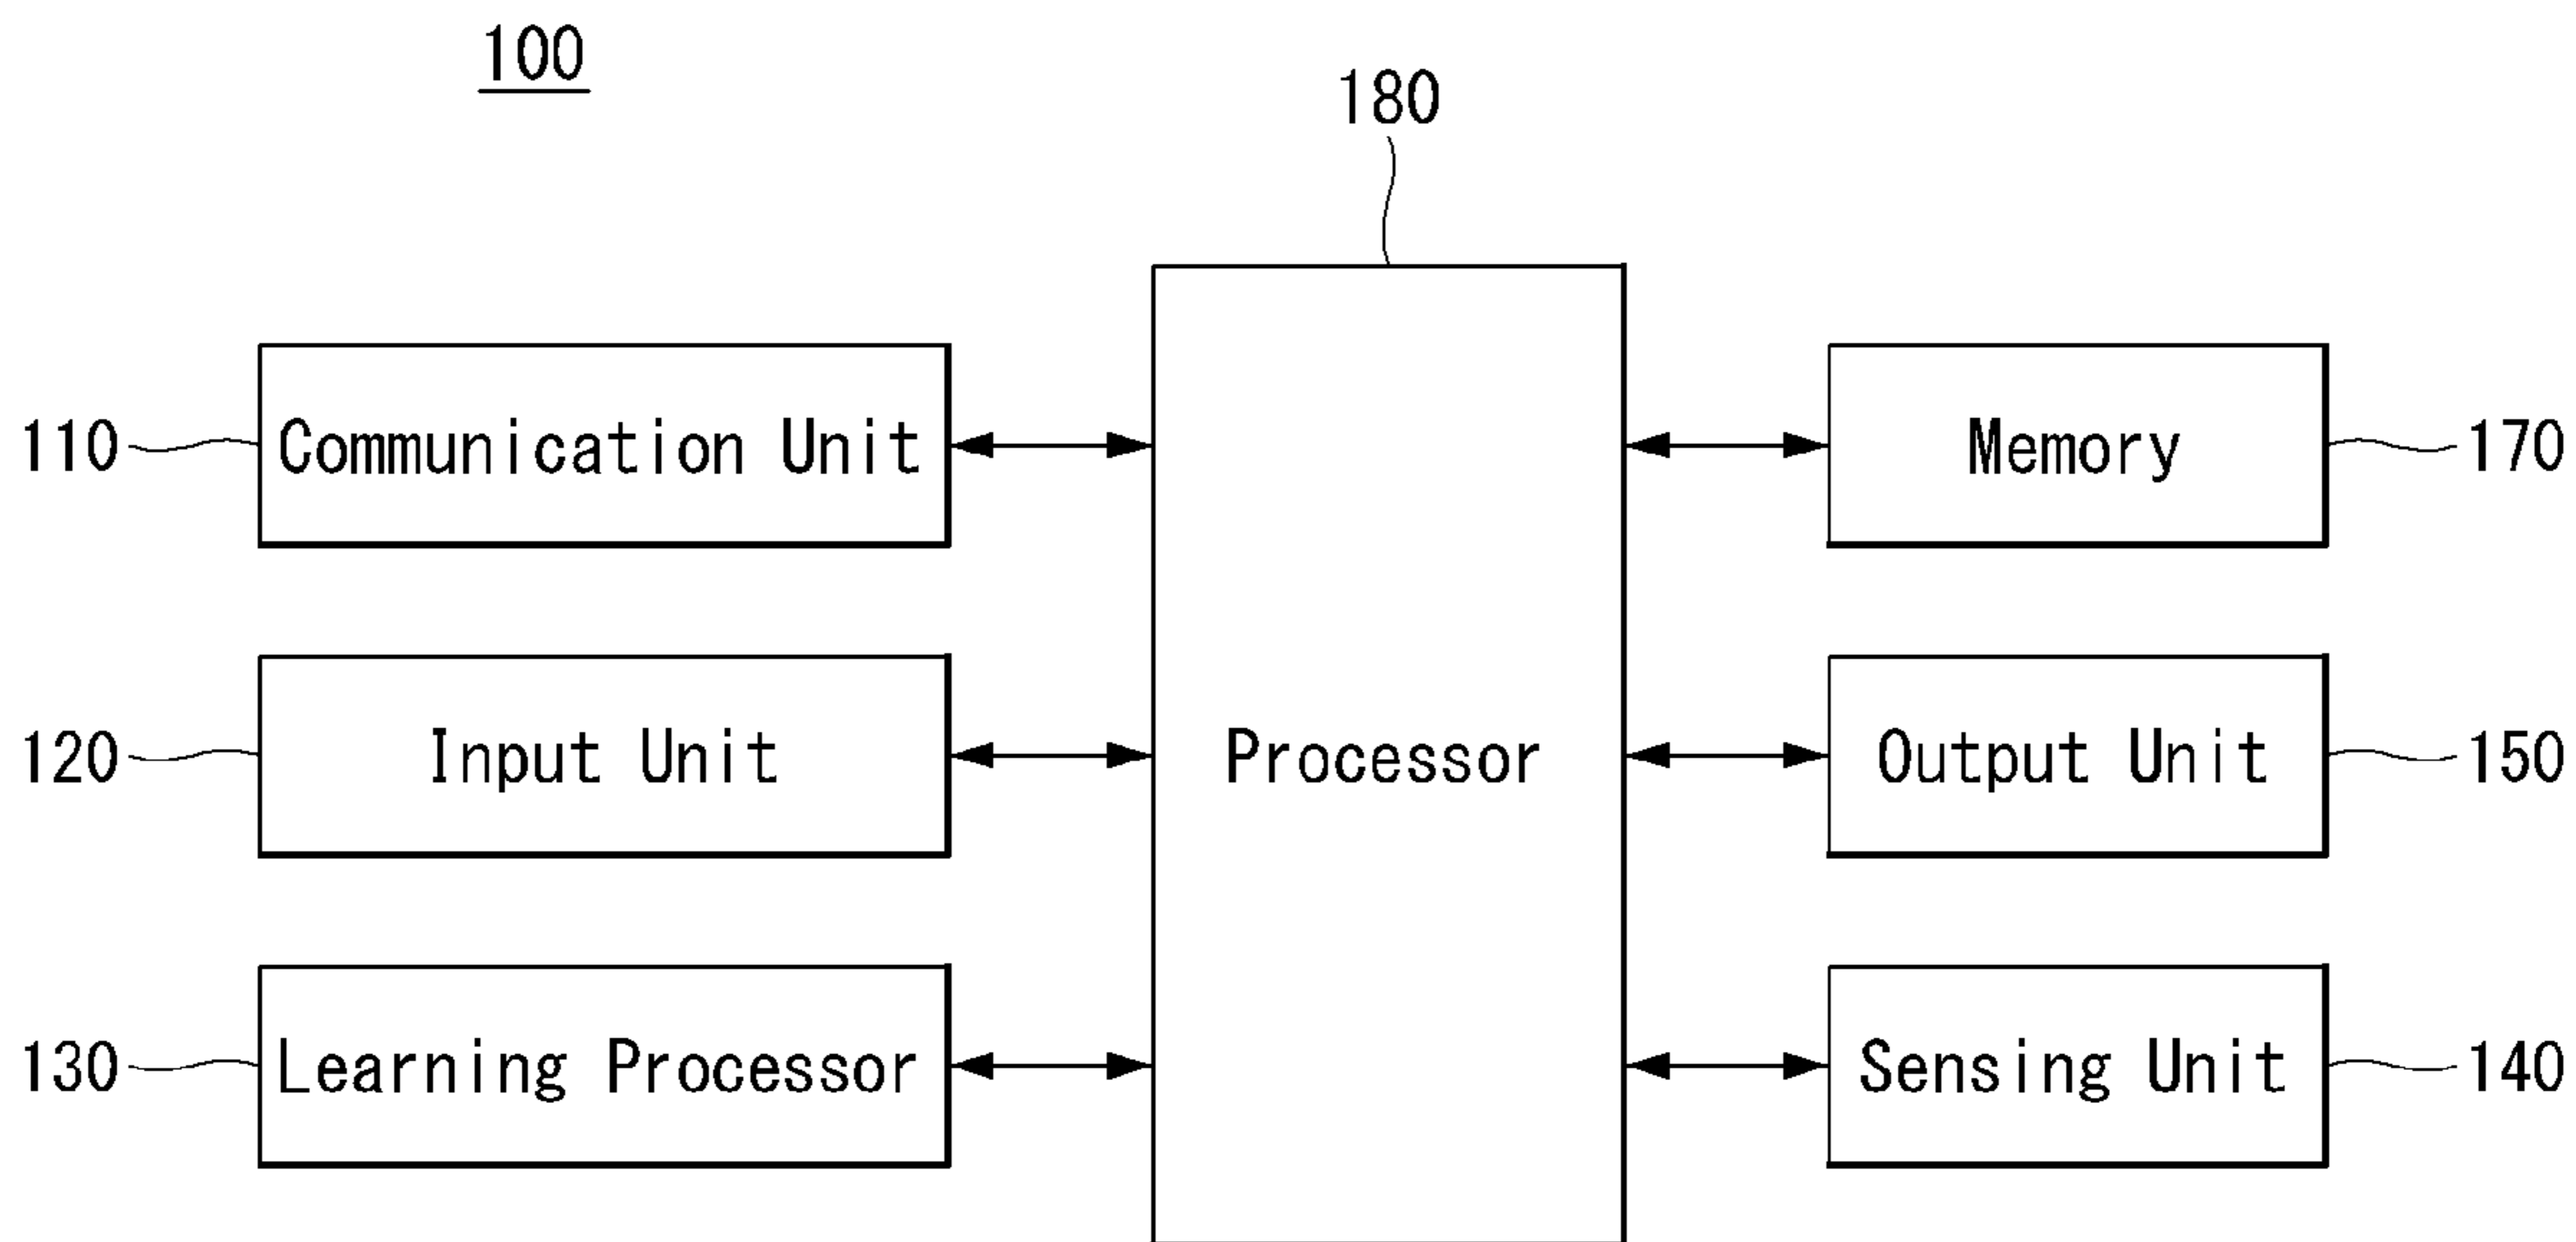 100
180
110 Communication Unit Memory 170
120 Input Unit Processor Output Unit 150
130 Learning Processor Sensing Unit 140